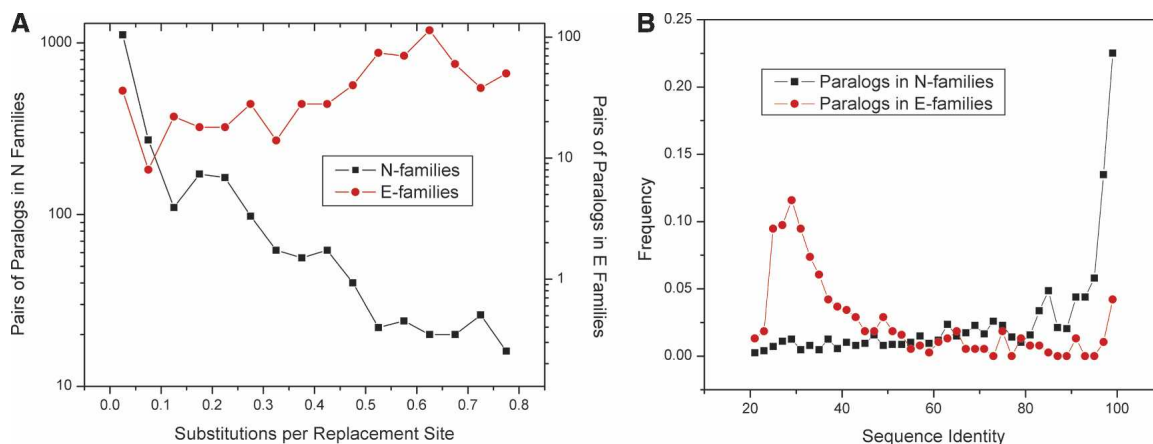 A
Pairs of Paralogs in N Families
1000
100
10
N-families
E-families
100
10
1
Pairs of Paralogs in E Families
0.0 0.1 0.2 0.3 0.4 0.5 0.6 0.7 0.8
Substitutions per Replacement Site
B
Frequency
0.25
0.20
0.15
0.10
0.05
0.00
Paralogs in N-families
Paralogs in E-families
20 40 60 80 100
Sequence Identity